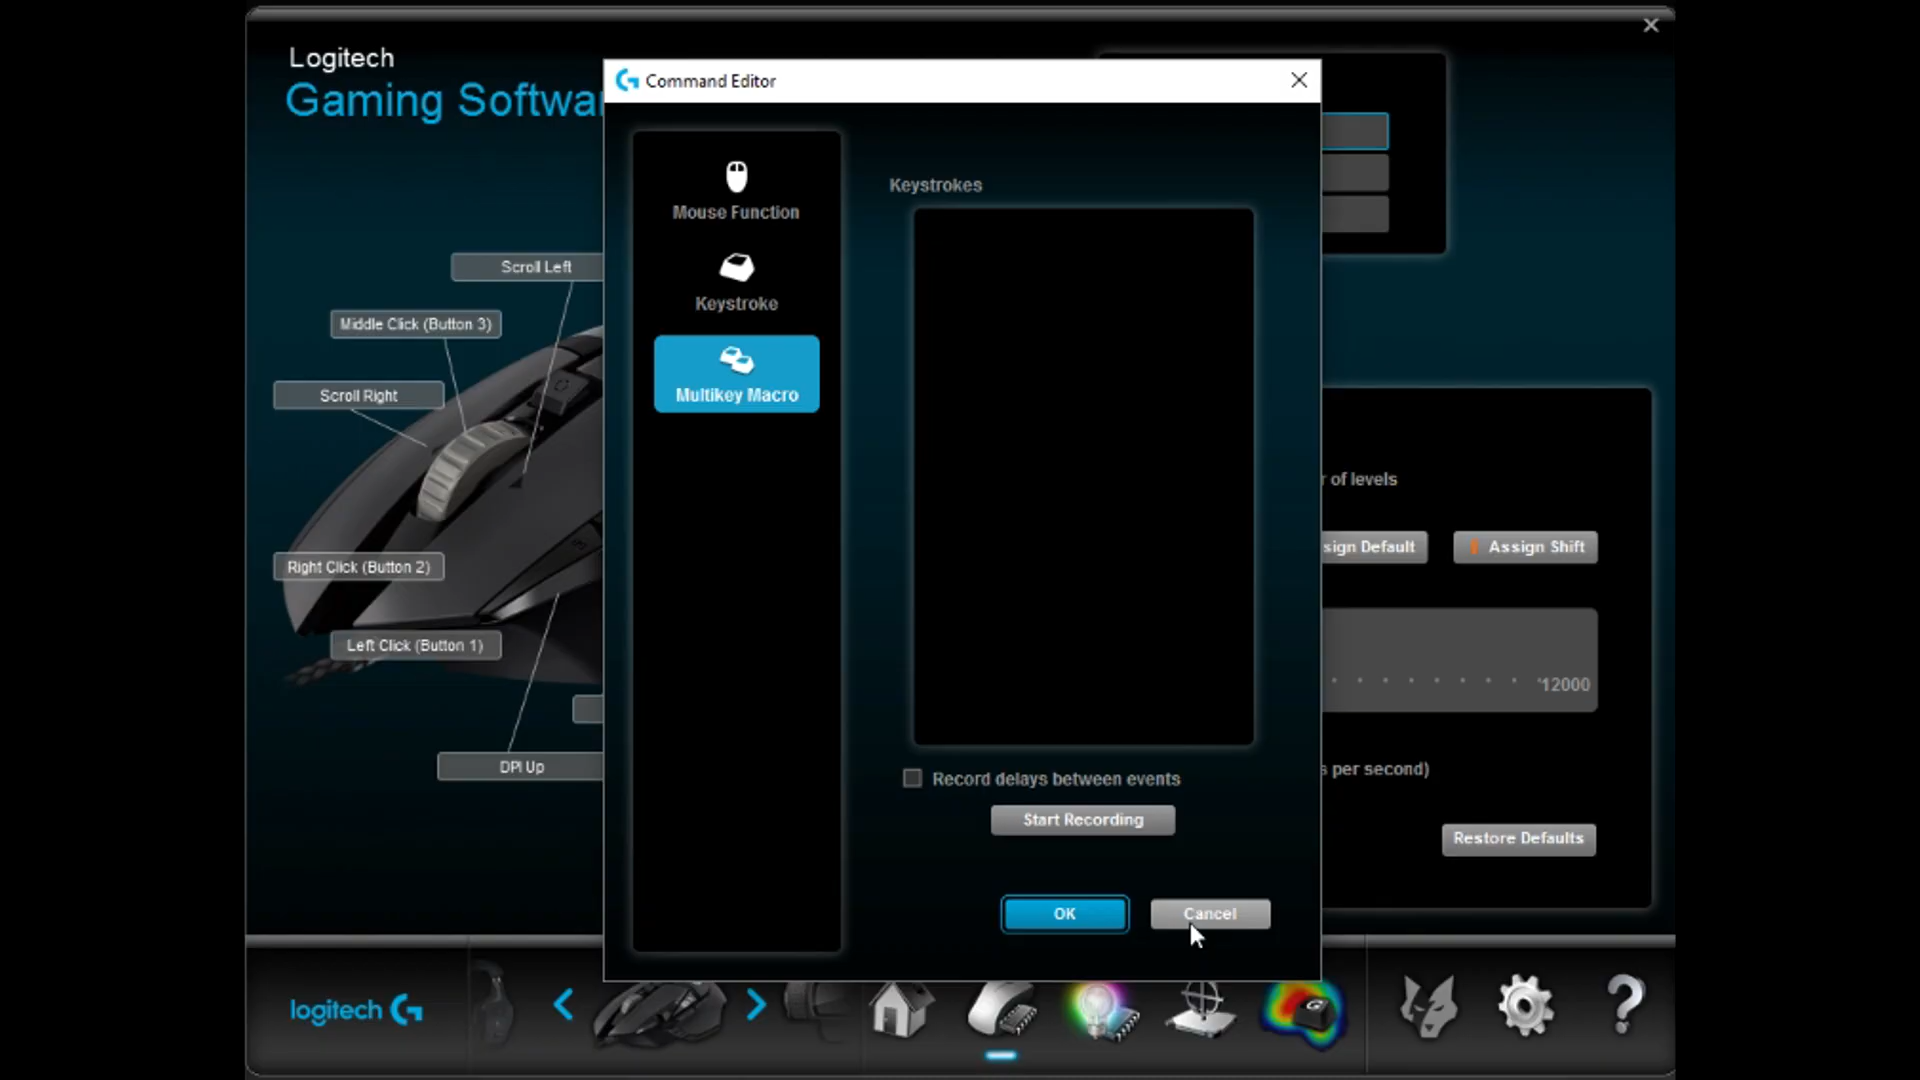 Logitech
Gaming Softwar
Command Editor
Mouse Function
Keystroke
Multikey Macro
Keystrokes
Record delays between events
Start Recording
OK
Cancel
Scroll Left
Middle Click (Button 3)
Scroll Right
Right Click (Button 2)
Left Click (Button 1)
DPI Up
r of levels
sign Default
Assign Shift
12000
s per second)
Restore Defaults
logitech G